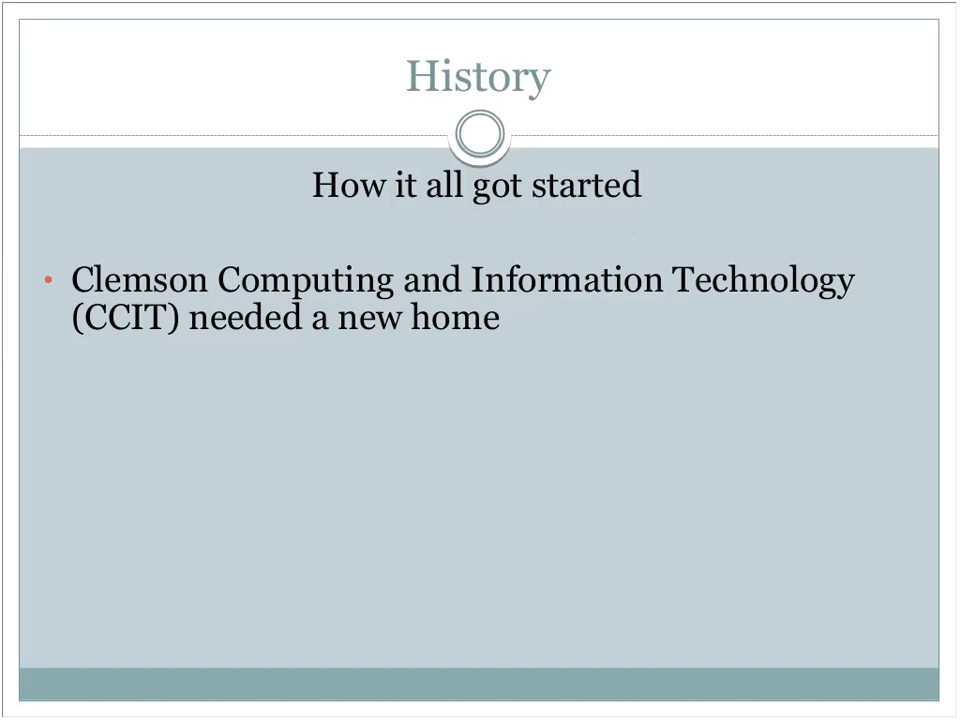 History
How it all got started
• Clemson Computing and Information Technology
(CCIT) needed a new home